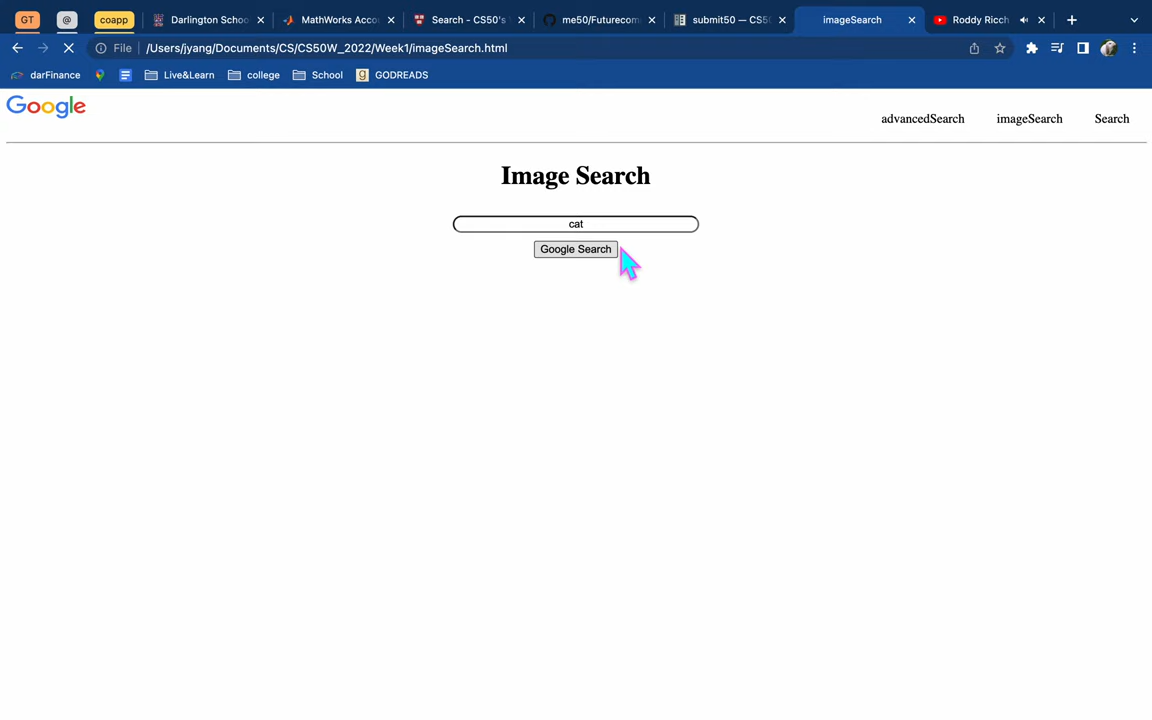 GT @ coapp Darlington Schoo MathWorks Acco Search - CS50's me50/Futurecom submit50 — CS50 imageSearch Roddy Ricch
File /Users/jyang/Documents/CS/CS50W_2022/Week1/imageSearch.html
darFinance Live&Learn college School g GODREADS
Google
advancedSearch imageSearch Search
Image Search
cat
Google Search